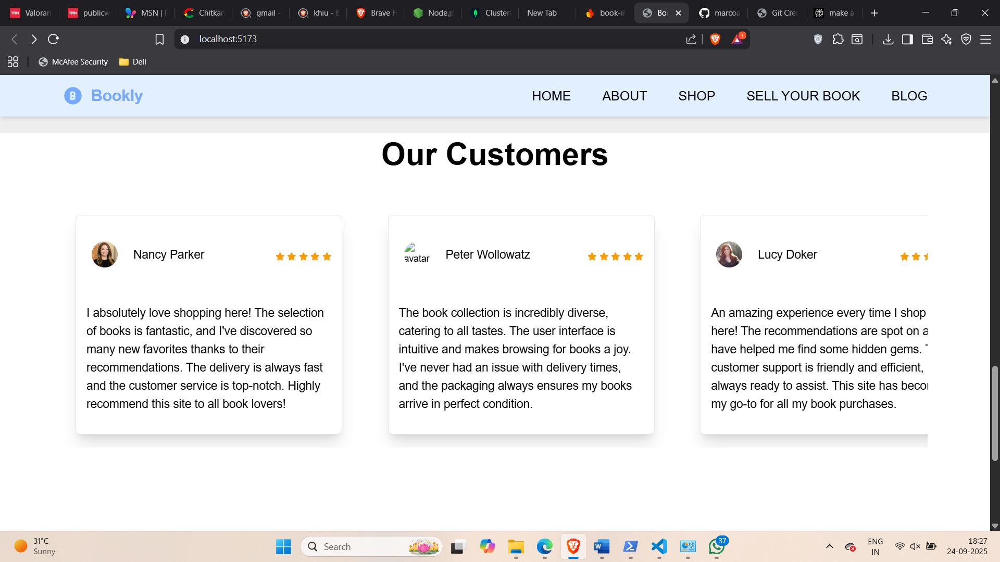 Valoran
publicw
MSN | F
Chitkar
gmail -
khiu - B
Brave H
Node.js
Cluster
New Tab
book-ir
Bo
marcoa
Git Cre
make a
localhost:5173
1
McAfee Security
Dell
B Bookly
HOME
ABOUT
SHOP
SELL YOUR BOOK
BLOG
Our Customers
Nancy Parker
I absolutely love shopping here! The selection
of books is fantastic, and I've discovered so
many new favorites thanks to their
recommendations. The delivery is always fast
and the customer service is top-notch. Highly
recommend this site to all book lovers!
avatar
Peter Wollowatz
The book collection is incredibly diverse,
catering to all tastes. The user interface is
intuitive and makes browsing for books a joy.
I've never had an issue with delivery times,
and the packaging always ensures my books
arrive in perfect condition.
Lucy Doker
An amazing experience every time I shop
here! The recommendations are spot on a
have helped me find some hidden gems.
customer support is friendly and efficient,
always ready to assist. This site has becor
my go-to for all my book purchases.
31°C
Sunny
Search
37
ENG
IN
18:27
24-09-2025